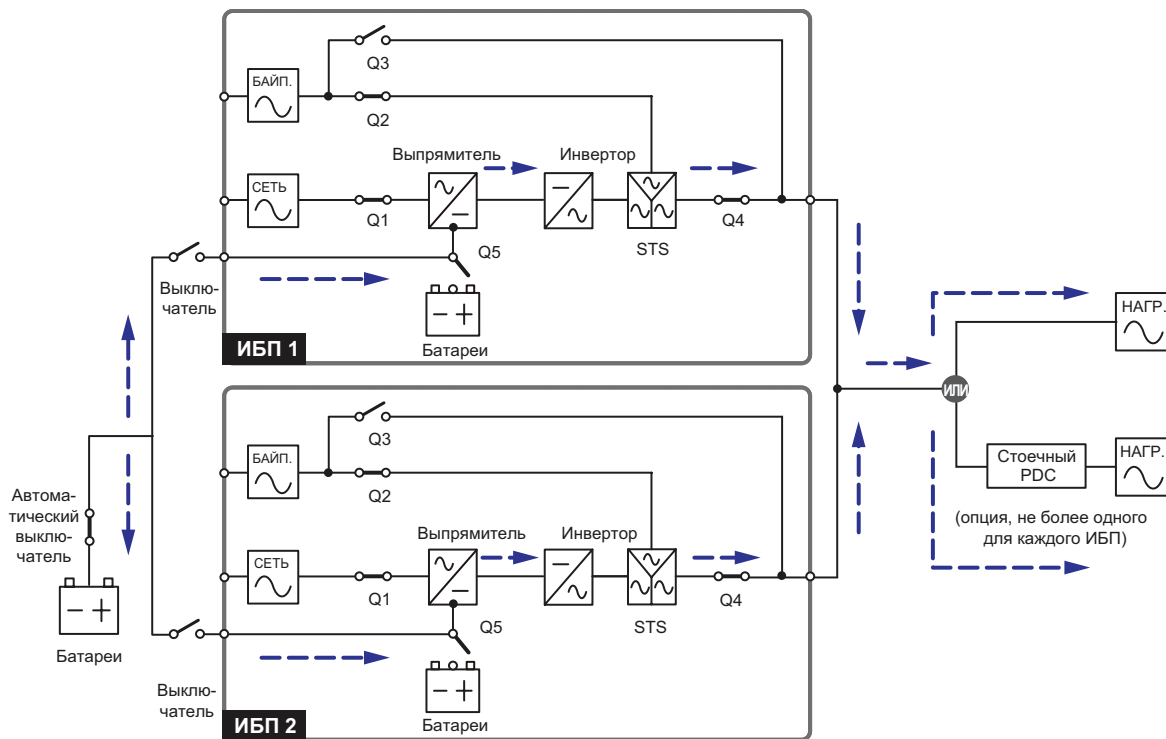 Q3
БАЙП.
Q2
Выпрямитель
Инвертор
СЕТЬ
Q1
Q4
STS
Q5
Выклю-
чатель
Батареи
ИБП 1
НАГР.
ИЛИ
Стоечный
PDC
НАГР.
(опция, не более одного
для каждого ИБП)
Q3
БАЙП.
Q2
Автома-
тический
выклю-
чатель
Выпрямитель
Инвертор
СЕТЬ
Q1
Q4
STS
Q5
Батареи
Выклю-
чатель
Батареи
ИБП 2